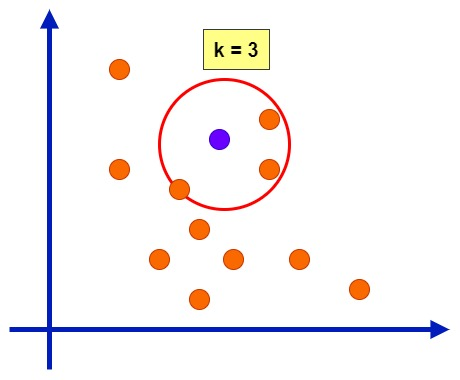 k = 3